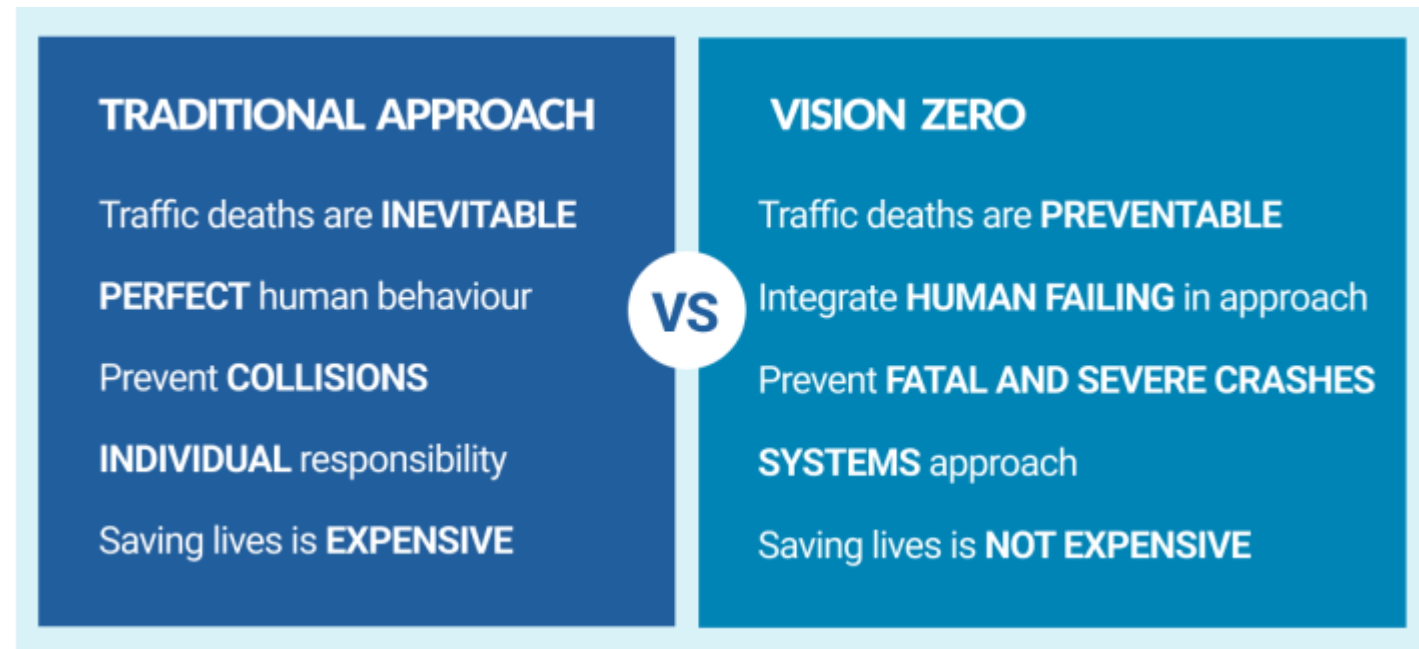 TRADITIONAL APPROACH
Traffic deaths are INEVITABLE
PERFECT human behaviour
Prevent COLLISIONS
INDIVIDUAL responsibility
Saving lives is EXPENSIVE
VS
VISION ZERO
Traffic deaths are PREVENTABLE
Integrate HUMAN FAILING in approach
Prevent FATAL AND SEVERE CRASHES
SYSTEMS approach
Saving lives is NOT EXPENSIVE